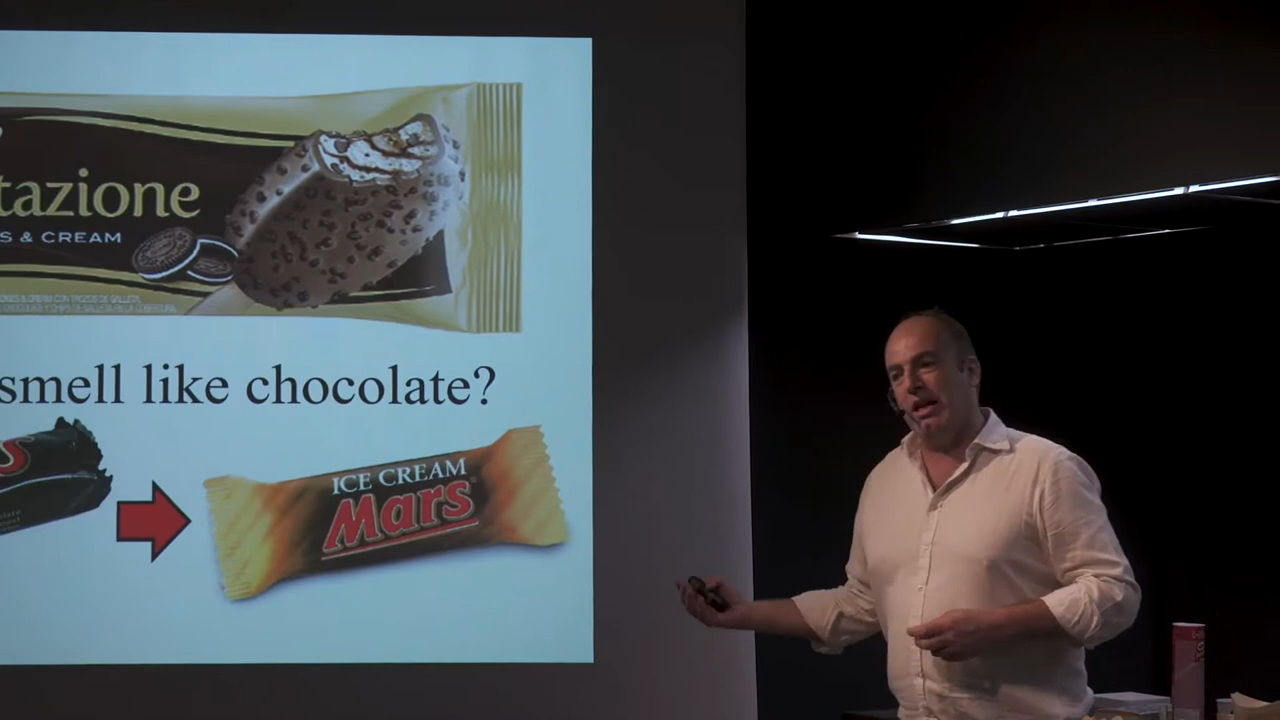 tazione
S & CREAM
smell like chocolate?
s
ICE CREAM
Mars